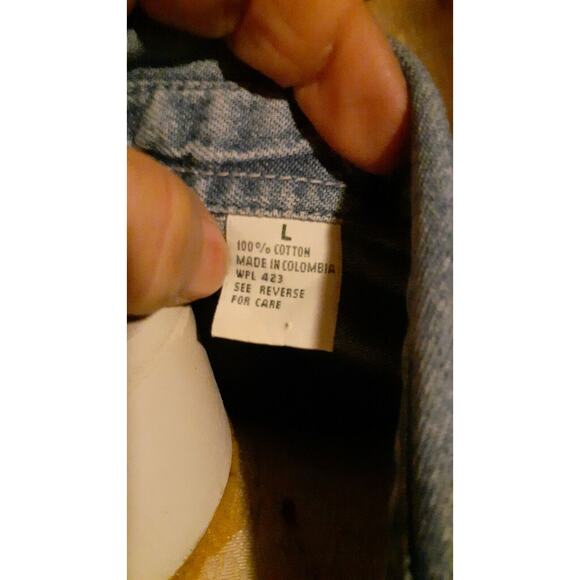 L
100% COTTON
MADE IN COLOMBIA
WPL 423
SEE REVERSE
FOR CARE